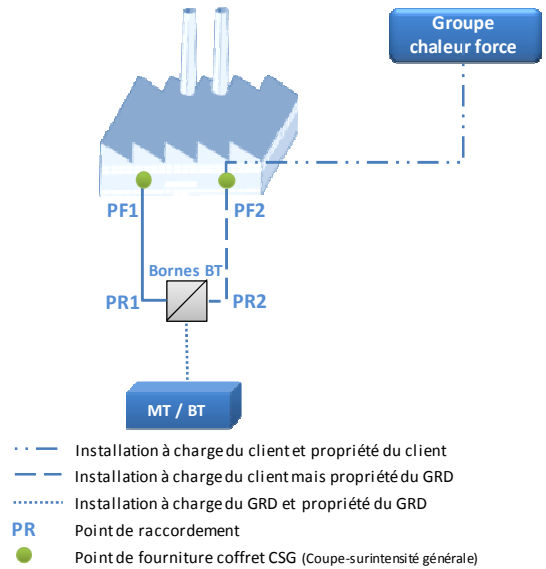 Groupe
chaleur force
PF1
PF2
Bornes BT
PR1
PR2
MT / BT
Installation à charge du client et propriété du client
Installation à charge du client mais propriété du GRD
Installation à charge du GRD et propriété du GRD
PR Point de raccordement
Point de fourniture coffret CSG (Coupe-surintensité générale)